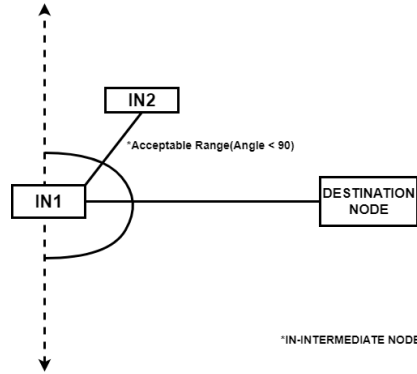 IN2
*Acceptable Range(Angle < 90)
IN1
DESTINATION
NODE
*IN-INTERMEDIATE NODE